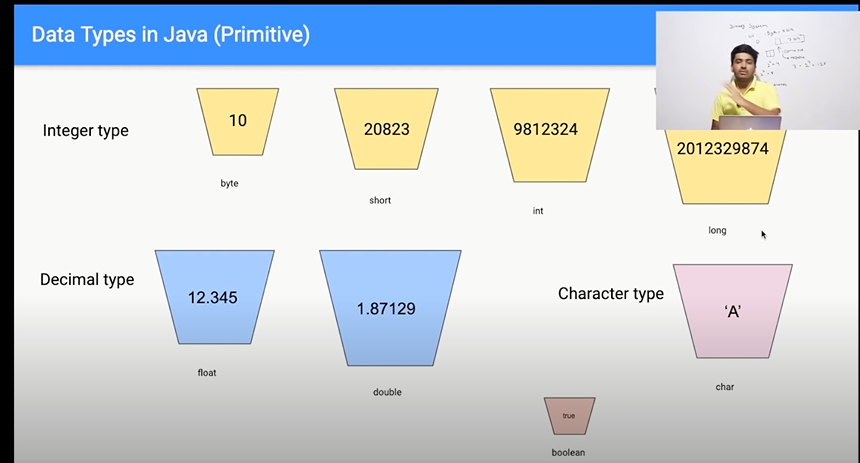 Data Types in Java (Primitive)
Integer type
10
20823
9812324
2012329874
byte
short
int
long
Decimal type
12.345
1.87129
Character type
‘A’
float
double
char
true
boolean